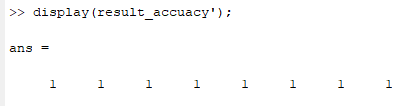 >> display(result_accuacy');
ans =
1 1 1 1 1 1 1 1